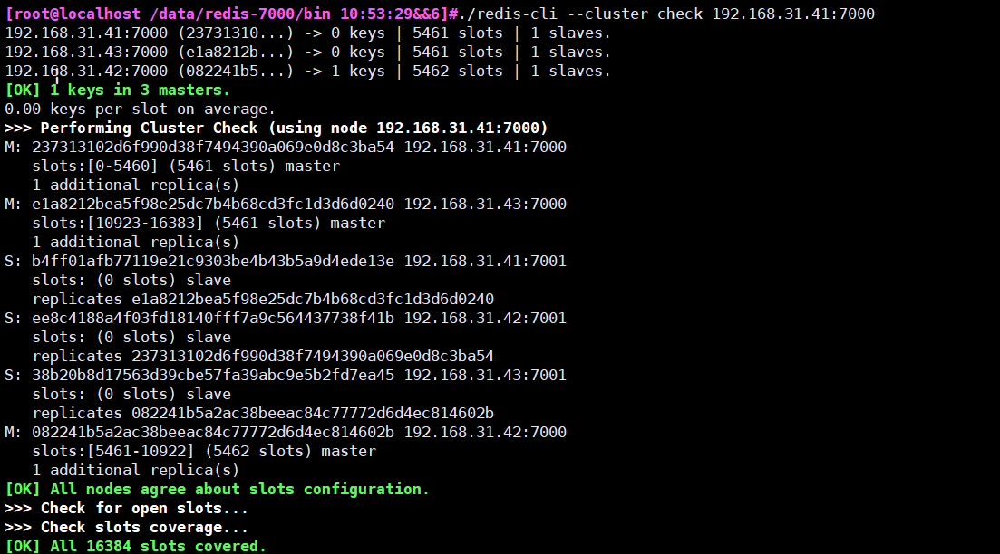 [root@localhost /data/redis-7000/bin 10:53:29&&6]#./redis-cli --cluster check 192.168.31.41:7000
192.168.31.41:7000 (23731310...) -> 0 keys | 5461 slots | 1 slaves.
192.168.31.43:7000 (e1a8212b...) -> 0 keys | 5461 slots | 1 slaves.
192.168.31.42:7000 (082241b5...) -> 1 keys | 5462 slots | 1 slaves.
[OK] 1 keys in 3 masters.
0.00 keys per slot on average.
>>> Performing Cluster Check (using node 192.168.31.41:7000)
M: 237313102d6f990d38f7494390a069e0d8c3ba54 192.168.31.41:7000
   slots:[0-5460] (5461 slots) master
   1 additional replica(s)
M: e1a8212bea5f98e25dc7b4b68cd3fc1d3d6d0240 192.168.31.43:7000
   slots:[10923-16383] (5461 slots) master
   1 additional replica(s)
S: b4ff01afb77119e21c9303be4b43b5a9d4ede13e 192.168.31.41:7001
   slots: (0 slots) slave
   replicates e1a8212bea5f98e25dc7b4b68cd3fc1d3d6d0240
S: ee8c4188a4f03fd18140fff7a9c564437738f41b 192.168.31.42:7001
   slots: (0 slots) slave
   replicates 237313102d6f990d38f7494390a069e0d8c3ba54
S: 38b20b8d17563d39cbe57fa39abc9e5b2fd7ea45 192.168.31.43:7001
   slots: (0 slots) slave
   replicates 082241b5a2ac38beeac84c77772d6d4ec814602b
M: 082241b5a2ac38beeac84c77772d6d4ec814602b 192.168.31.42:7000
   slots:[5461-10922] (5462 slots) master
   1 additional replica(s)
[OK] All nodes agree about slots configuration.
>>> Check for open slots...
>>> Check slots coverage...
[OK] All 16384 slots covered.